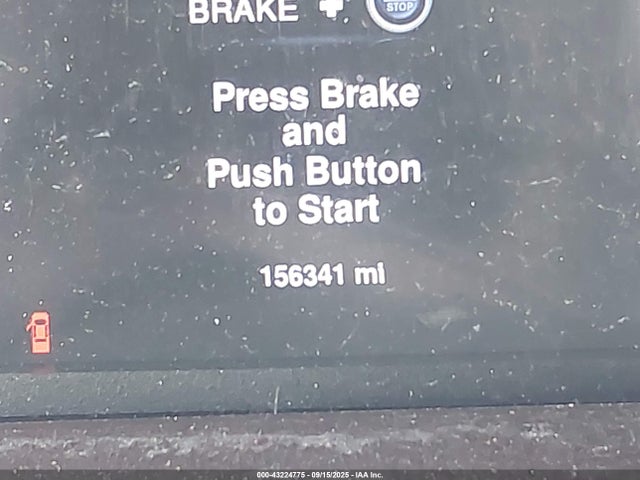 BRAKE +
STOP
Press Brake
and
Push Button
to Start
156341 mi
000-43224775 - 09/15/2025 - IAA Inc.